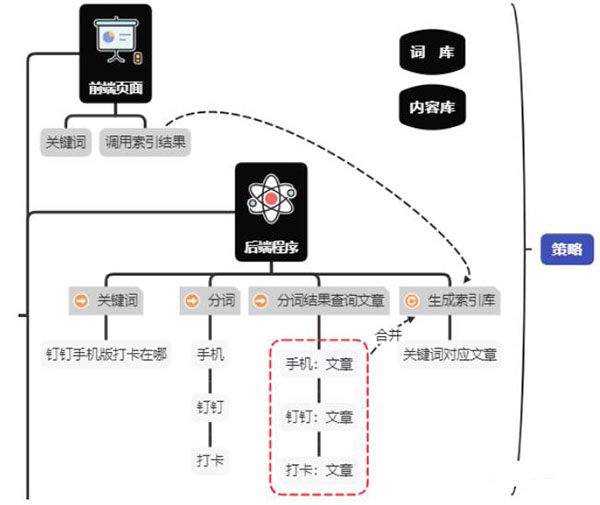 前端页面
关键词
调用索引结果
词 库
内容库
策略
后端程序
关键词
分词
分词结果查询文章
生成索引库
钉钉手机版打卡在哪
手机
钉钉
打卡
手机：文章
钉钉：文章
打卡：文章
合并
关键词对应文章